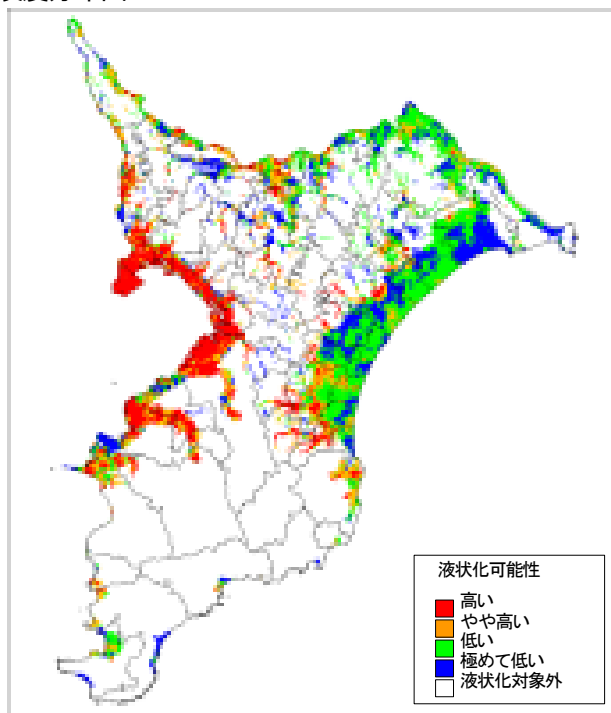 液状化可能性
高い
やや高い
低い
極めて低い
液状化対象外